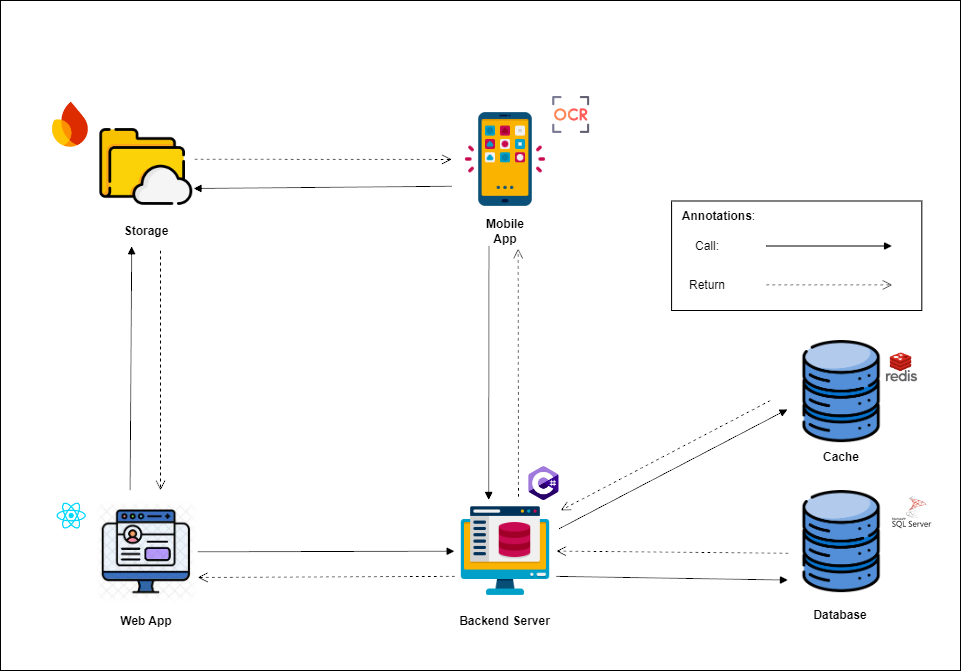 OCR
Storage
Mobile
App
Annotations:
Call:
Return
redis
Cache
SQL Server
Web App
Backend Server
Database